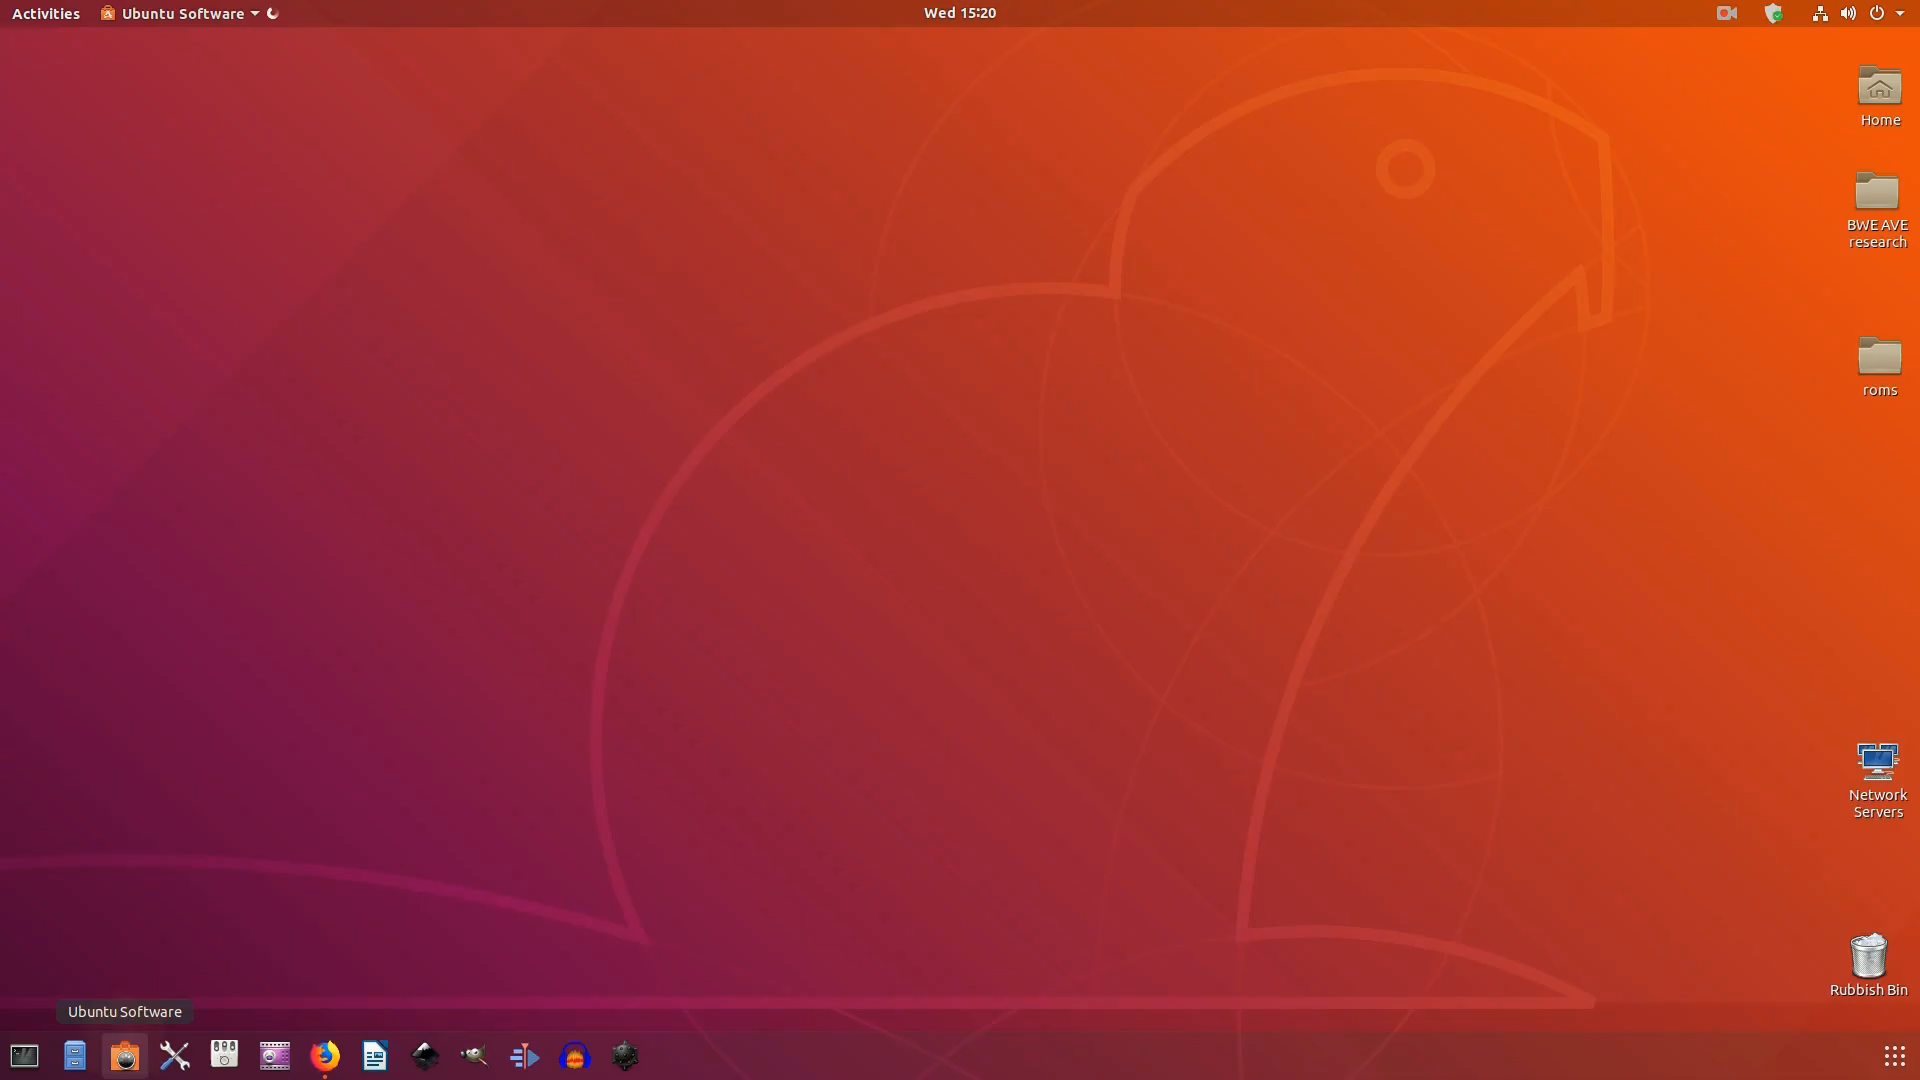 Activities
Ubuntu Software
Wed 15:20
Home
BWE AVE
research
roms
Network
Servers
Rubbish Bin
Ubuntu Software